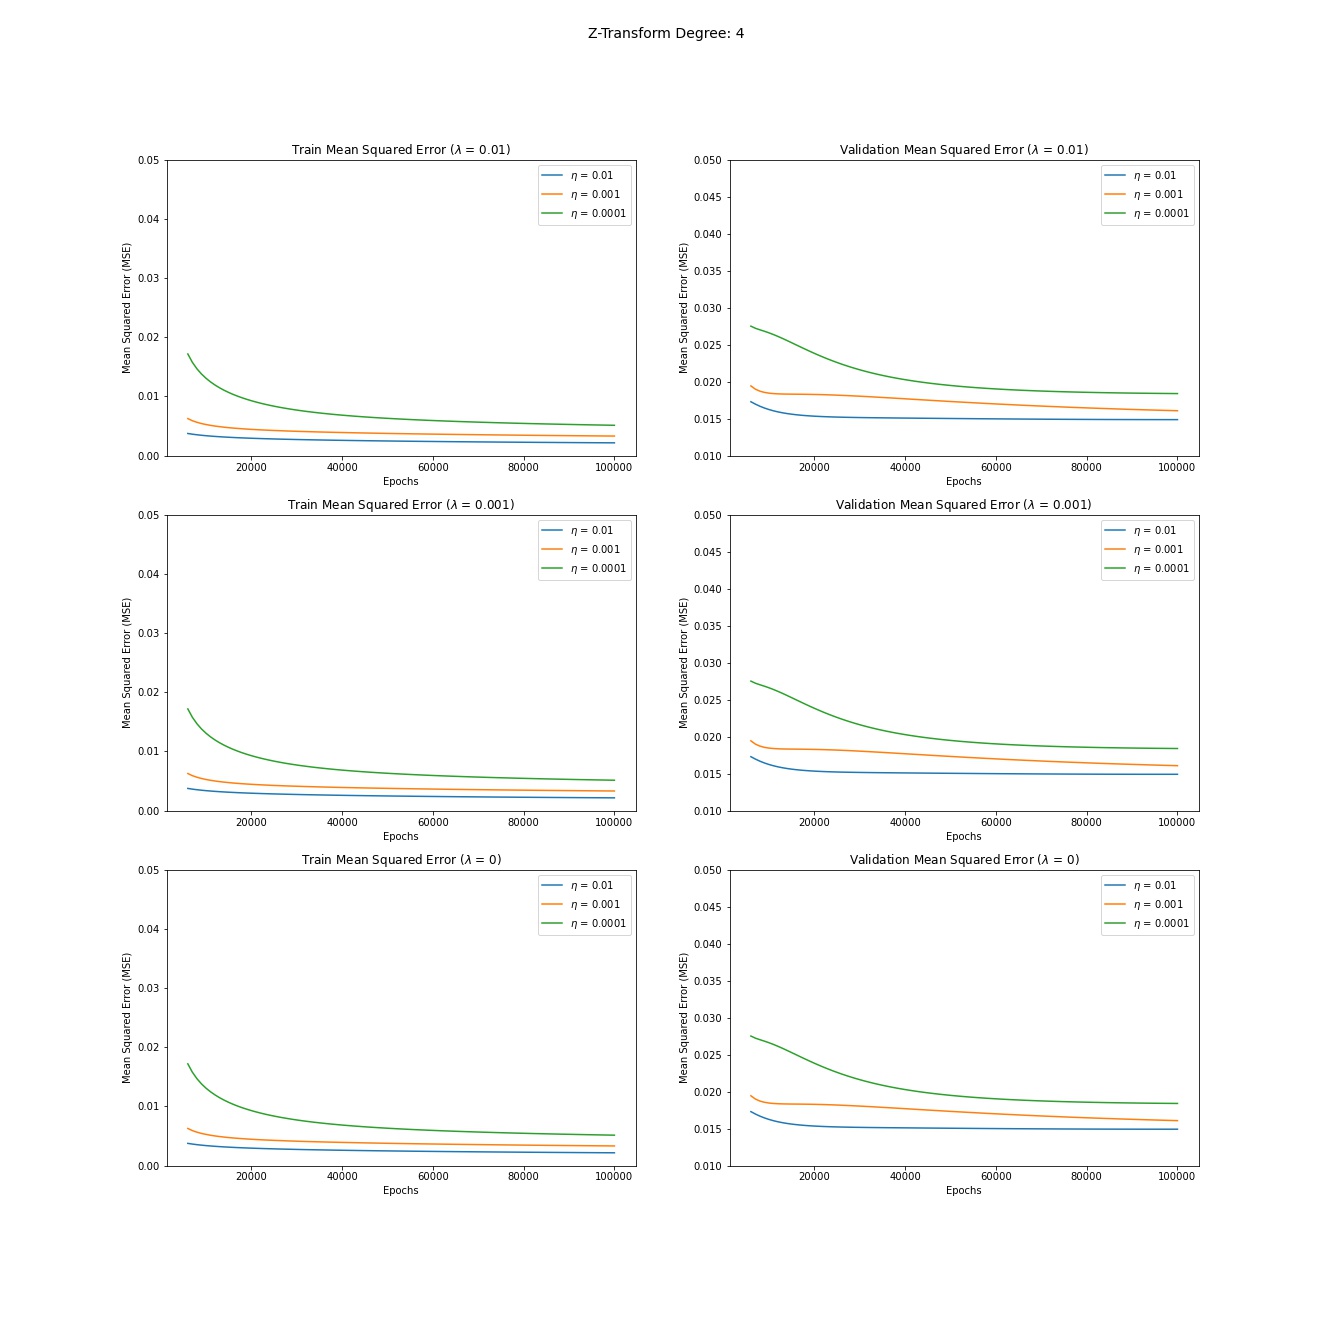 Z-Transform Degree: 4
Train Mean Squared Error (λ = 0.01)
Mean Squared Error (MSE)
0.05
0.04
0.03
0.02
0.01
0.00
η = 0.01
η = 0.001
η = 0.0001
20000 40000 60000 80000 100000
Epochs
Validation Mean Squared Error (λ = 0.01)
Mean Squared Error (MSE)
0.050
0.045
0.040
0.035
0.030
0.025
0.020
0.015
0.010
η = 0.01
η = 0.001
η = 0.0001
20000 40000 60000 80000 100000
Epochs
Train Mean Squared Error (λ = 0.001)
Mean Squared Error (MSE)
0.05
0.04
0.03
0.02
0.01
0.00
η = 0.01
η = 0.001
η = 0.0001
20000 40000 60000 80000 100000
Epochs
Validation Mean Squared Error (λ = 0.001)
Mean Squared Error (MSE)
0.050
0.045
0.040
0.035
0.030
0.025
0.020
0.015
0.010
η = 0.01
η = 0.001
η = 0.0001
20000 40000 60000 80000 100000
Epochs
Train Mean Squared Error (λ = 0)
Mean Squared Error (MSE)
0.05
0.04
0.03
0.02
0.01
0.00
η = 0.01
η = 0.001
η = 0.0001
20000 40000 60000 80000 100000
Epochs
Validation Mean Squared Error (λ = 0)
Mean Squared Error (MSE)
0.050
0.045
0.040
0.035
0.030
0.025
0.020
0.015
0.010
η = 0.01
η = 0.001
η = 0.0001
20000 40000 60000 80000 100000
Epochs